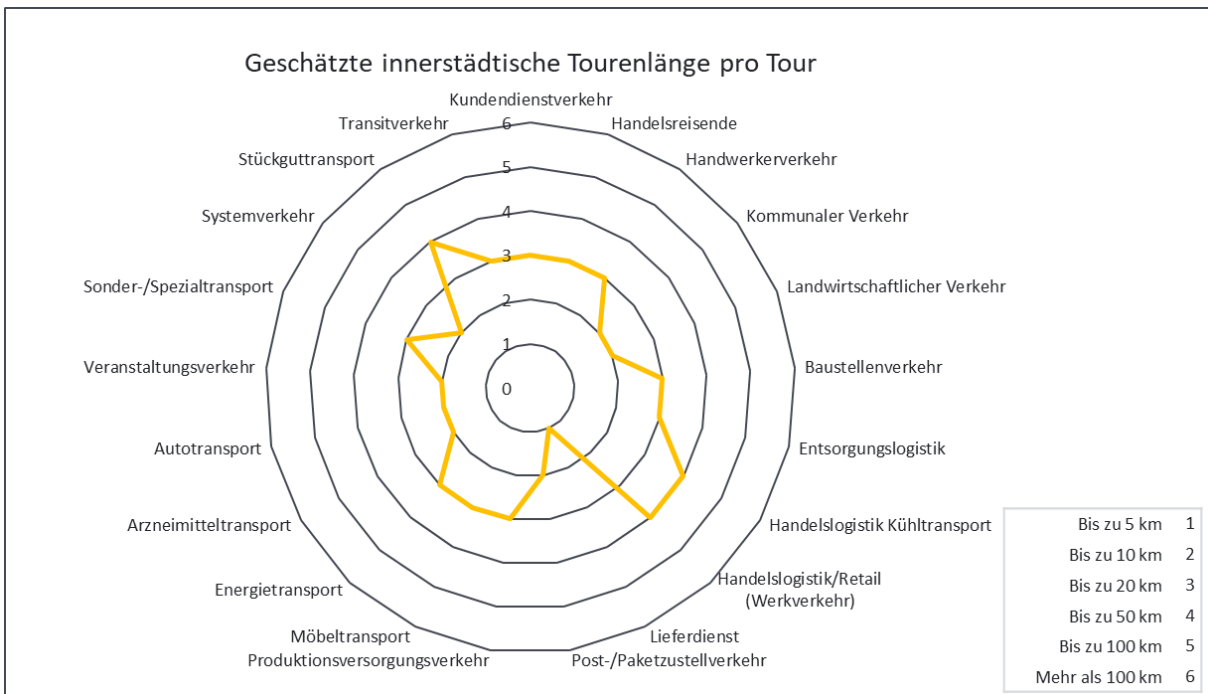 Geschätzte innerstädtische Tourenlänge pro Tour
Kundendienstverkehr
Transitverkehr
6
Handelsreisende
Stückguttransport
Handwerkerverkehr
5
Systemverkehr
4
Kommunaler Verkehr
3
Sonder-/Spezialtransport
2
Landwirtschaftlicher Verkehr
1
Veranstaltungsverkehr
0
Baustellenverkehr
Autotransport
Entsorgungslogistik
Arzneimitteltransport
Handelslogistik Kühltransport
Energietransport
Handelslogistik/Retail
(Werkverkehr)
Möbeltransport
Lieferdienst
Produktionsversorgungsverkehr
Post-/Paketzustellverkehr
Bis zu 5 km 1
Bis zu 10 km 2
Bis zu 20 km 3
Bis zu 50 km 4
Bis zu 100 km 5
Mehr als 100 km 6